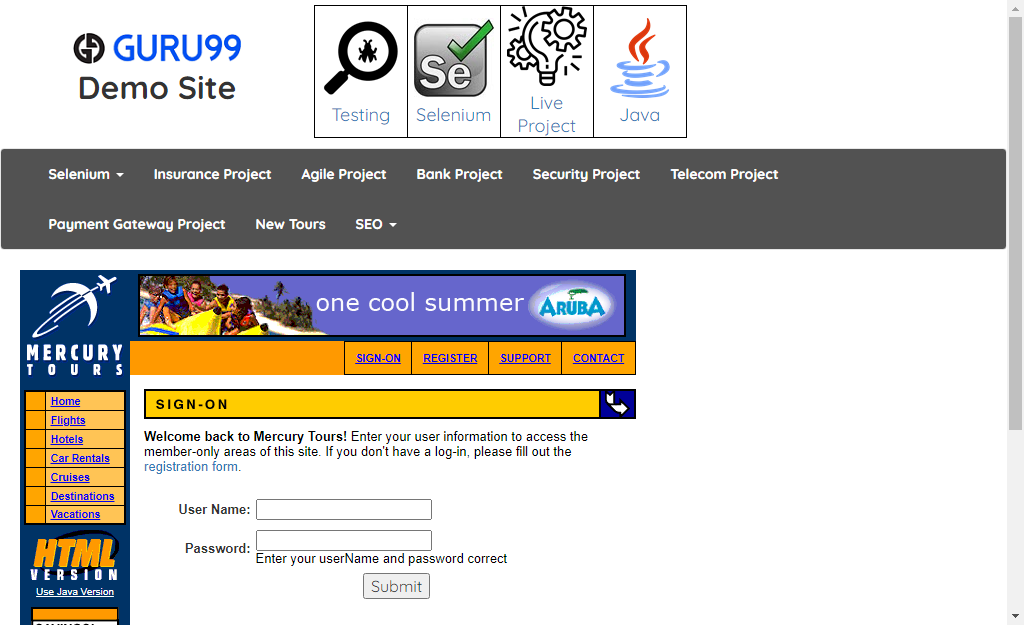 GURU99
Demo Site
Se
Testing
Selenium
Live
Project
Java
Selenium
Insurance Project
Agile Project
Bank Project
Security Project
Telecom Project
Payment Gateway Project
New Tours
SEO
one cool summer
ARUBA
MERCURY
TOURS
SIGN-ON
REGISTER
SUPPORT
CONTACT
Home
Flights
Hotels
Car Rentals
Cruises
Destinations
Vacations
HTML
VERSION
Use Java Version
SIGN-ON
Welcome back to Mercury Tours! Enter your user information to access the
member-only areas of this site. If you don't have a log-in, please fill out the
registration form.
User Name:
Password:
Enter your userName and password correct
Submit